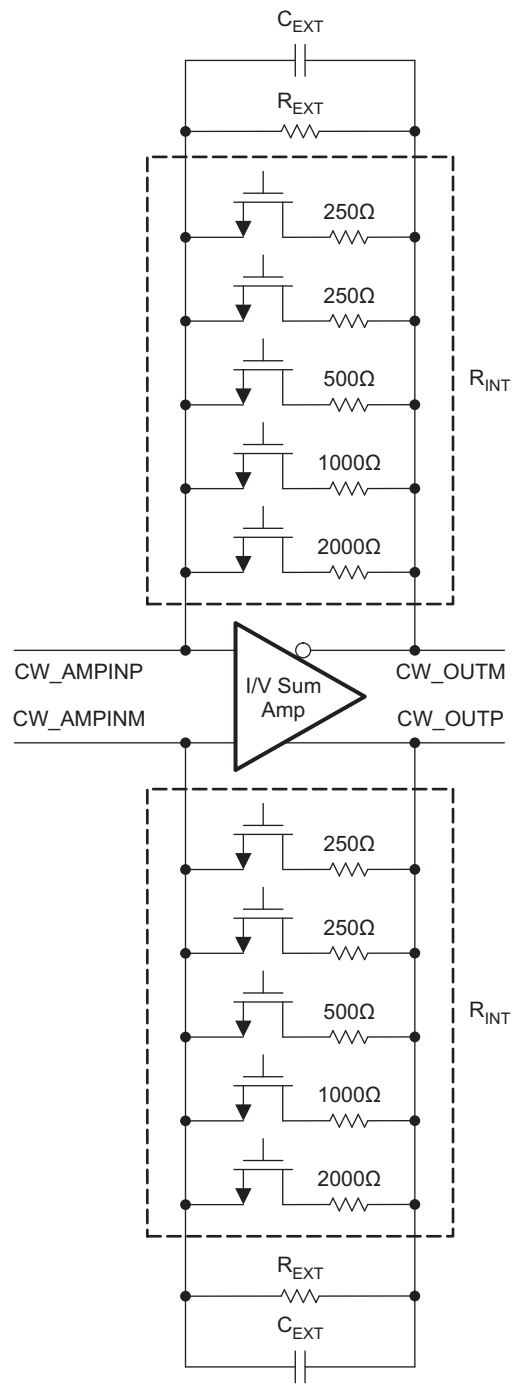 C_EXT
R_EXT
250Ω
250Ω
500Ω
R_INT
1000Ω
2000Ω
CW_AMPINP
I/V Sum
Amp
CW_OUTM
CW_AMPINM
CW_OUTP
250Ω
250Ω
500Ω
R_INT
1000Ω
2000Ω
R_EXT
C_EXT